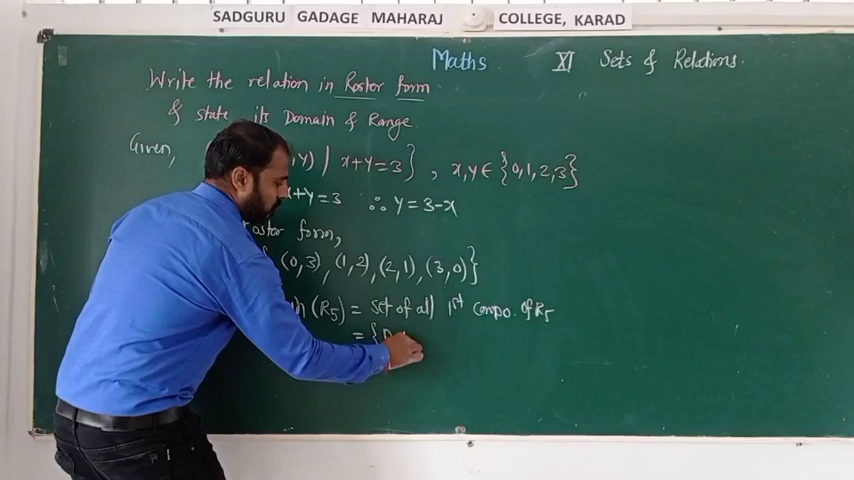 SADGURU GADAGE MAHARAJ COLLEGE, KARAD
Maths XI Sets & Relations.
Write the relation in Roster form
& state its Domain & Range.
Given,
,y) / x+y=3} , x,y ∈ {0,1,2,3}
x+y=3 ∴ y=3-x
roster form,
(0,3), (1,2), (2,1), (3,0)}
(R5) = set of all 1st compo. of R5
= {0